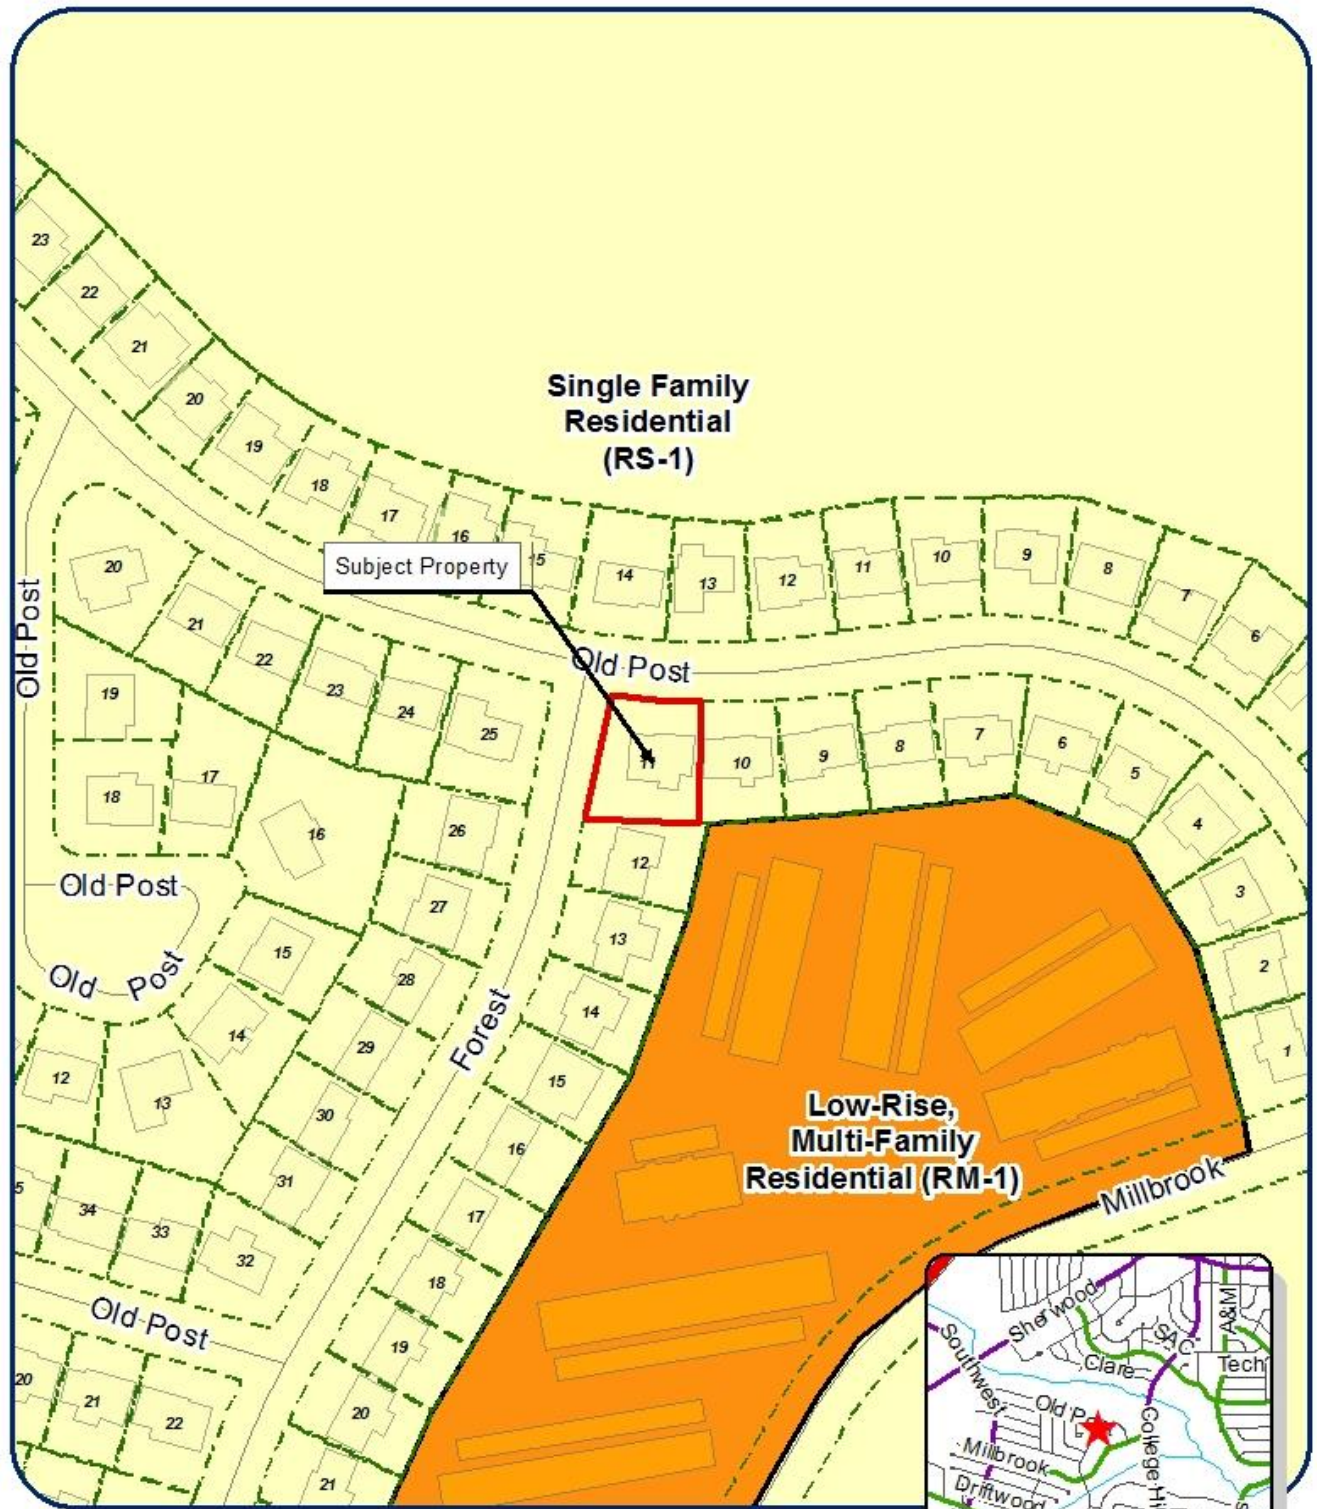 23
22
21
20
19
18
17
16
15
14
13
12
11
10
9
8
7
6
Single Family
Residential
(RS-1)
Subject Property
Old Post
Old Post
20
21
22
23
24
25
19
18
17
16
26
27
28
29
30
31
15
14
13
12
Old Post
Old Post
11
10
9
8
7
6
5
4
3
2
1
12
13
14
15
16
17
18
19
20
21
Forest
34
33
32
Old Post
20
21
22
Low-Rise,
Multi-Family
Residential (RM-1)
Millbrook
Sherwood
Southwest
SAC
A&M
Clare
Tech
Old P
Millbrook
Driftwood
College Hi